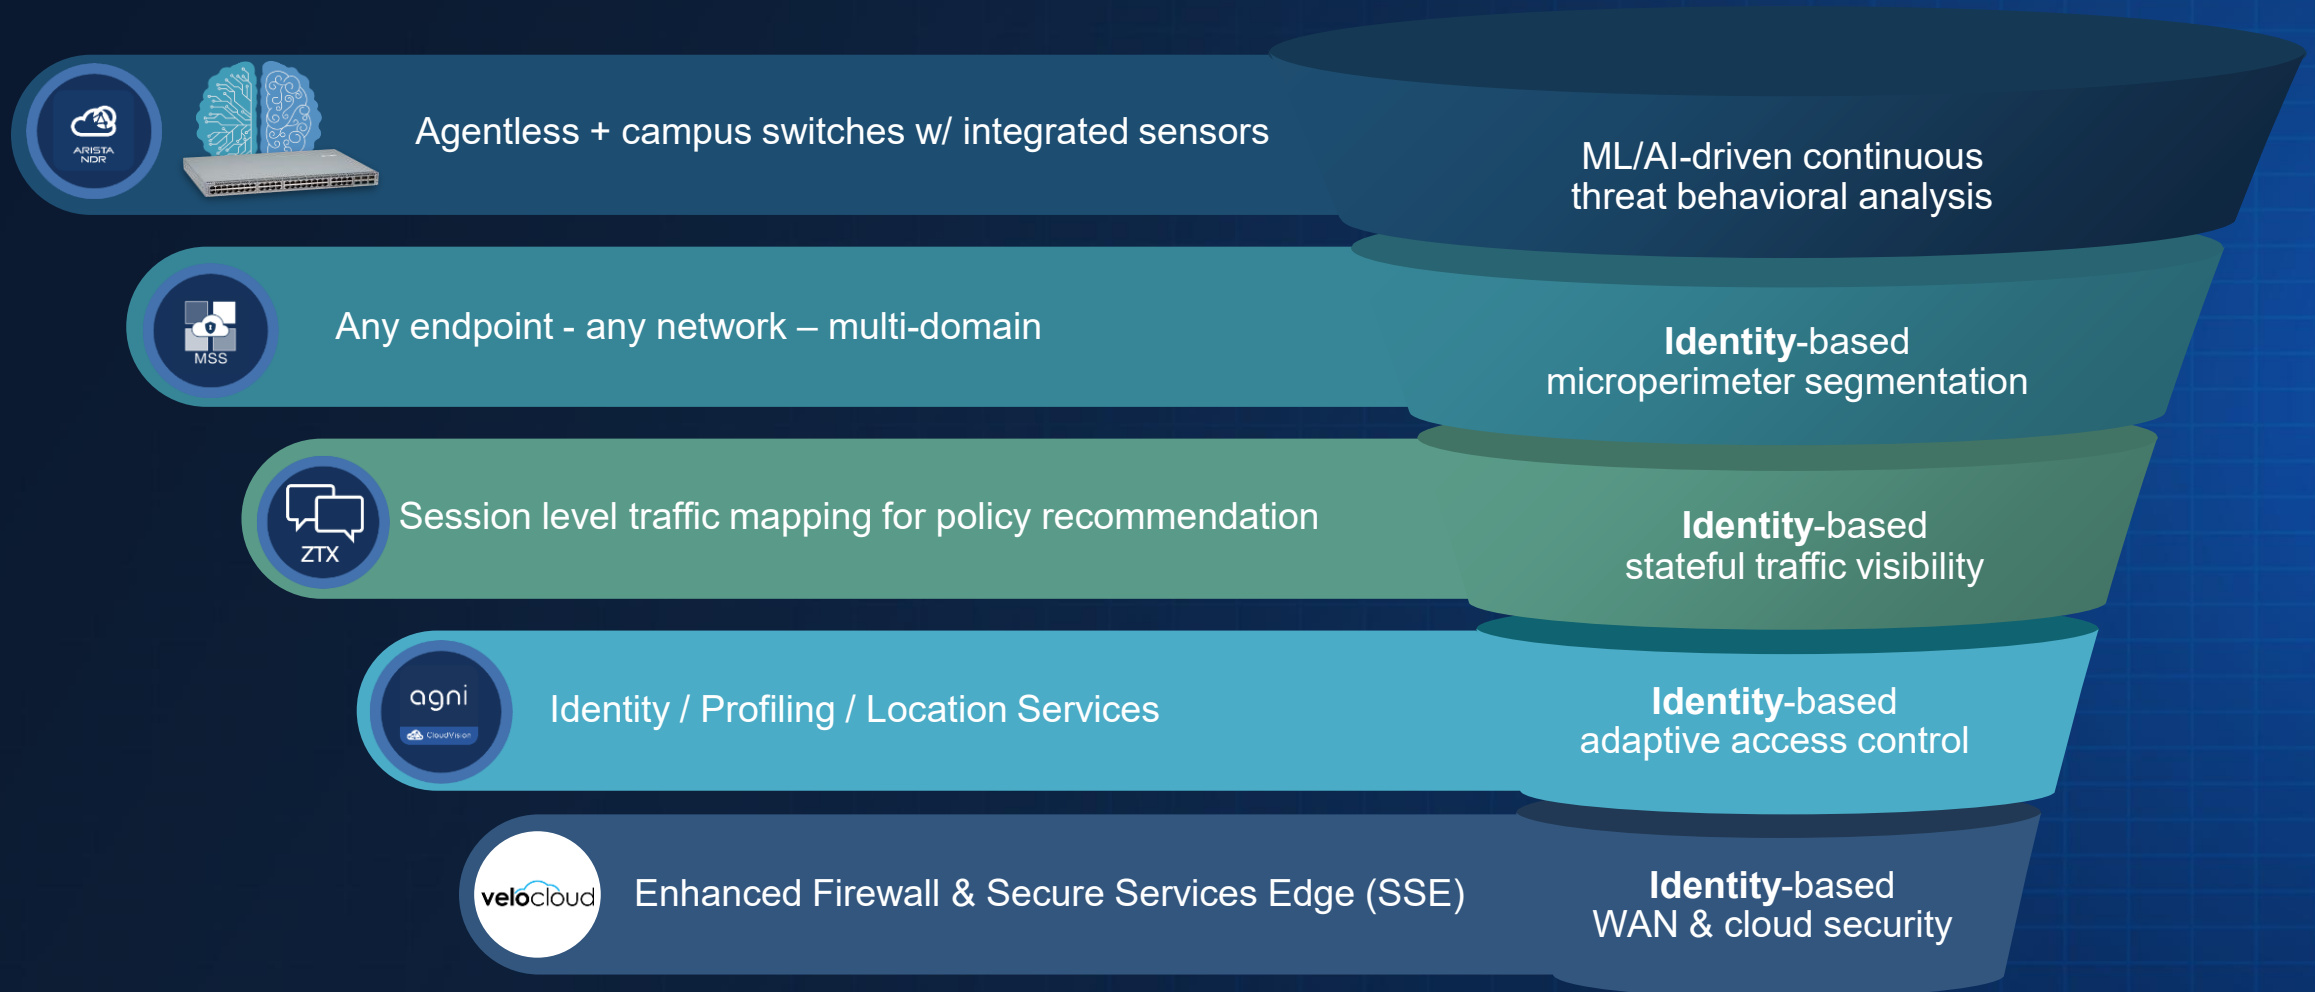 ARISTA
NDR
Agentless + campus switches w/ integrated sensors
ML/AI-driven continuous
threat behavioral analysis
MSS
Any endpoint - any network – multi-domain
Identity-based
microperimeter segmentation
ZTX
Session level traffic mapping for policy recommendation
Identity-based
stateful traffic visibility
agni
CloudVision
Identity / Profiling / Location Services
Identity-based
adaptive access control
velocloud
Enhanced Firewall & Secure Services Edge (SSE)
Identity-based
WAN & cloud security